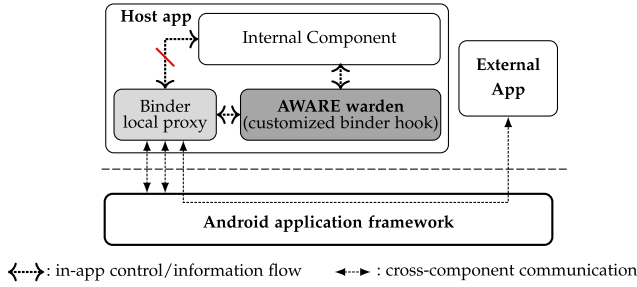 Host app
Internal Component
External
App
Binder
local proxy
AWARE warden
(customized binder hook)
Android application framework
: in-app control/information flow
: cross-component communication